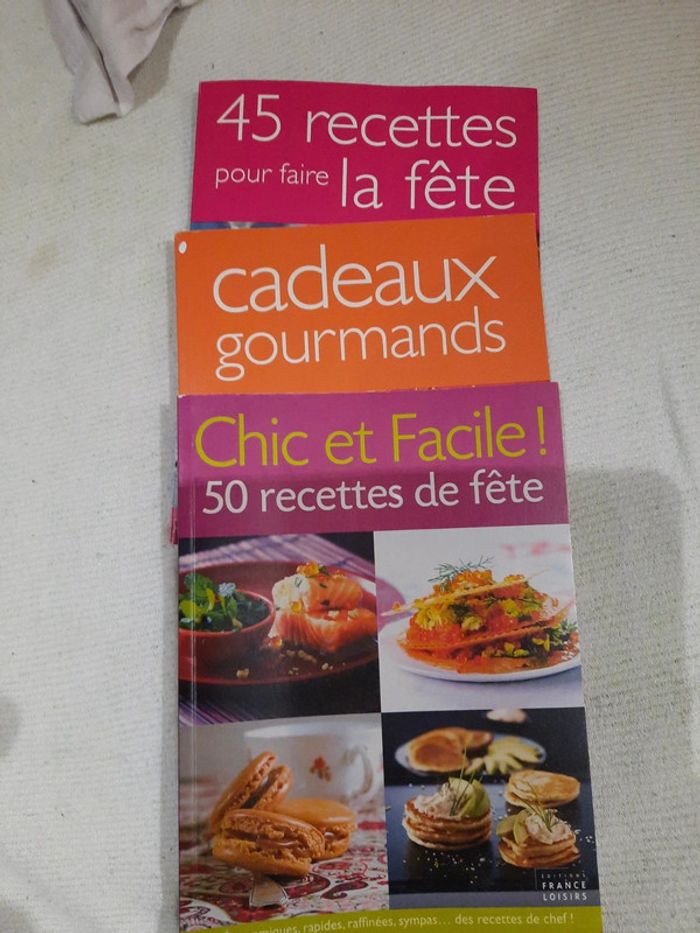 45 recettes
pour faire la fête
cadeaux
gourmands
Chic et Facile !
50 recettes de fête
EDITIONS
FRANCE
LOISIRS
rapides, raffinées, sympas... des recettes de chef !